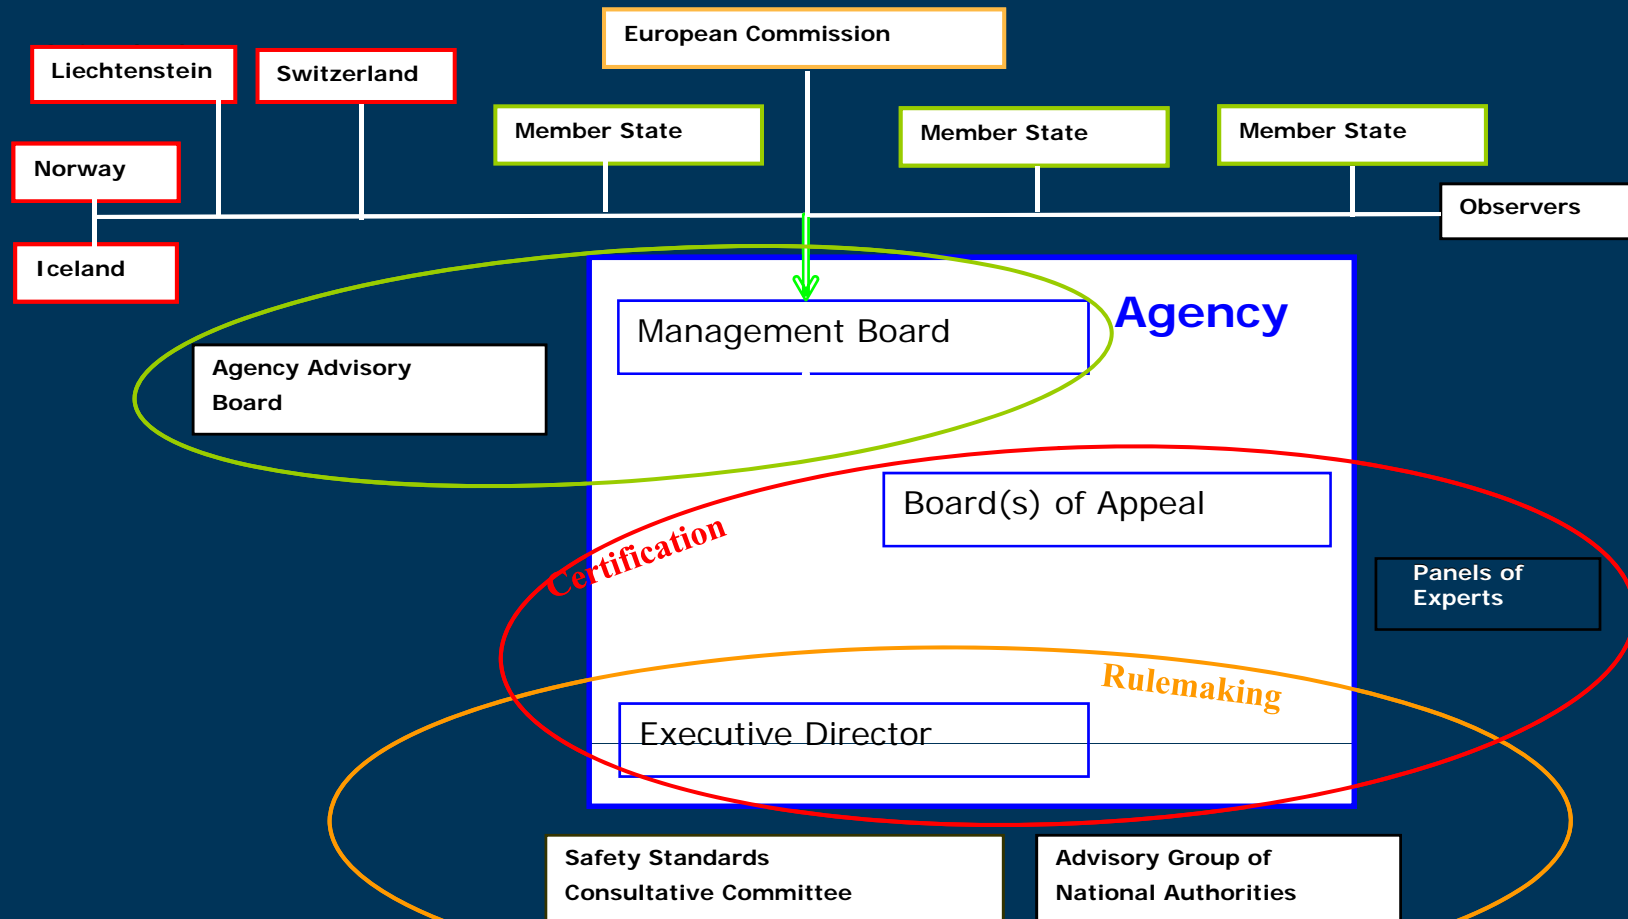 European Commission
Liechtenstein
Switzerland
Member State
Member State
Member State
Norway
Observers
Iceland
Agency
Management Board
Agency Advisory
Board
Board(s) of Appeal
Certification
Panels of
Experts
Rulemaking
Executive Director
Safety Standards
Consultative Committee
Advisory Group of
National Authorities